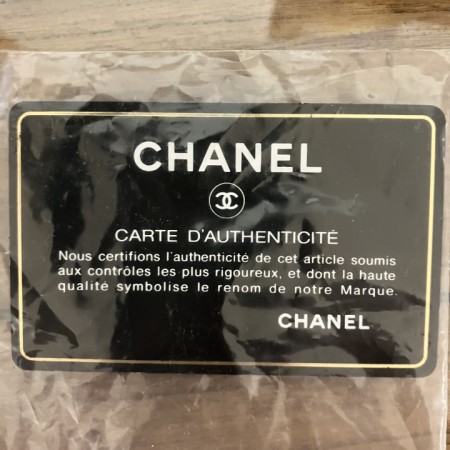 CHANEL
CARTE D'AUTHENTICITÉ
Nous certifions l'authenticité de cet article soumis
aux contrôles les plus rigoureux, et dont la haute
qualité symbolise le renom de notre Marque.
CHANEL